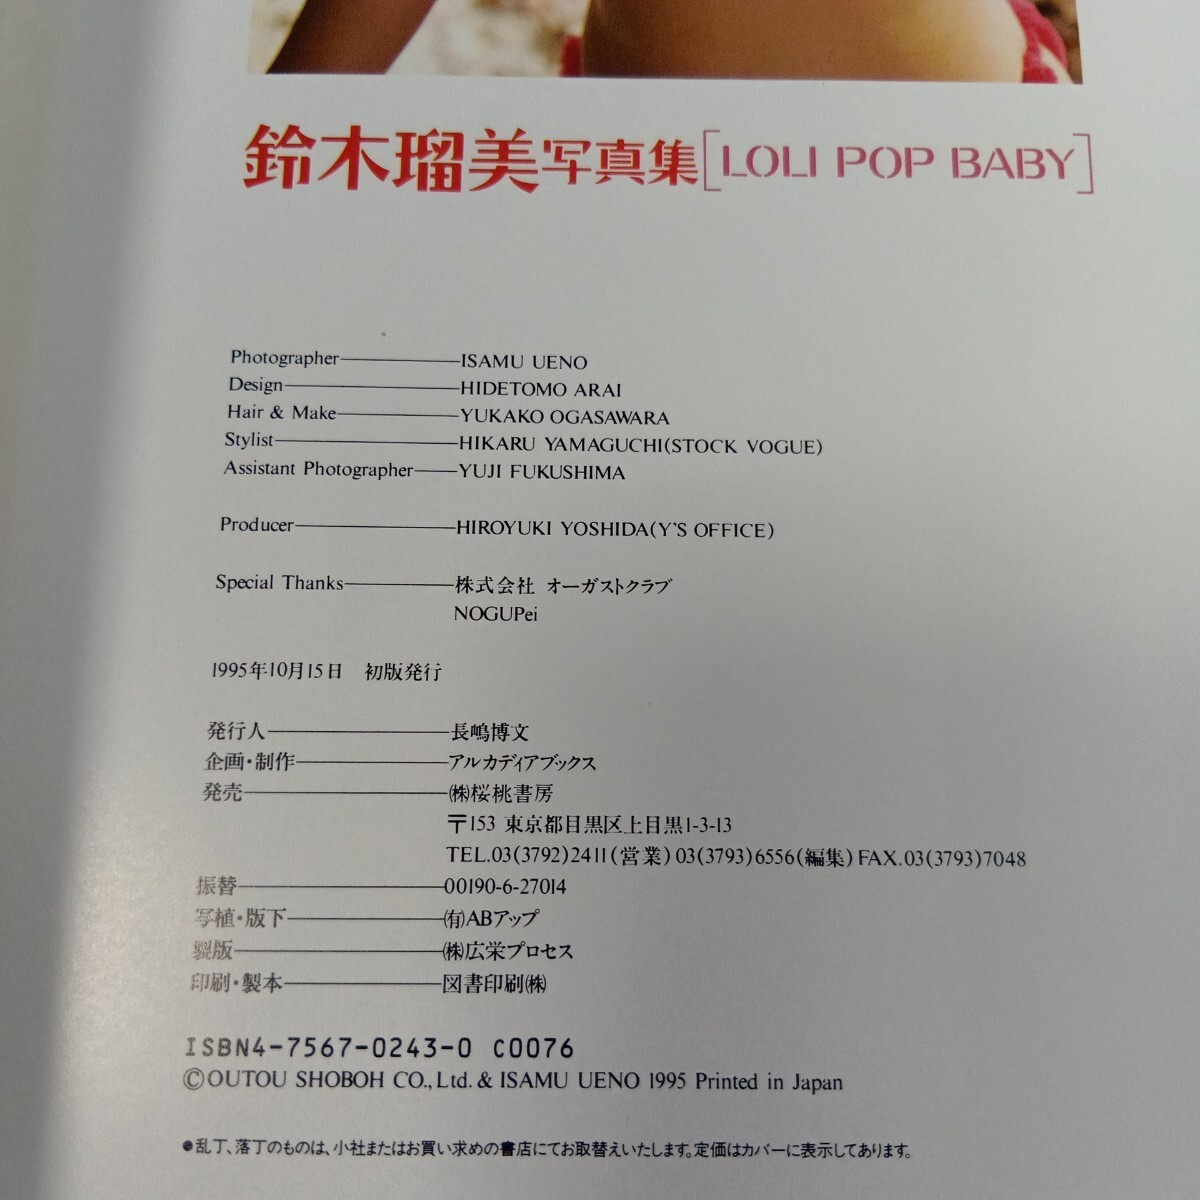 鈴木瑠美写真集[LOLI POP BABY]
Photographer ISAMU UENO
Design HIDETOMO ARAI
Hair & Make YUKAKO OGASAWARA
Stylist HIKARU YAMAGUCHI(STOCK VOGUE)
Assistant Photographer YUJI FUKUSHIMA
Producer HIROYUKI YOSHIDA(Y'S OFFICE)
Special Thanks 株式会社 オーガストクラブ
NOGUPei
1995年10月15日 初版発行
発行人 長嶋博文
企画・制作 アルカディアブックス
発売 ㈱桜桃書房
〒153 東京都目黒区上目黒1-3-13
TEL.03(3792)2411(営業) 03(3793)6556(編集) FAX.03(3793)7048
振替 00190-6-27014
写植・版下 ㈲ABアップ
製版 ㈱広栄プロセス
印刷・製本 図書印刷㈱
ISBN4-7567-0243-0 C0076
©OUTOU SHOBOH CO.,Ltd. & ISAMU UENO 1995 Printed in Japan
●乱丁、落丁のものは、小社またはお買い求めの書店にてお取替えいたします。定価はカバーに表示してあります。